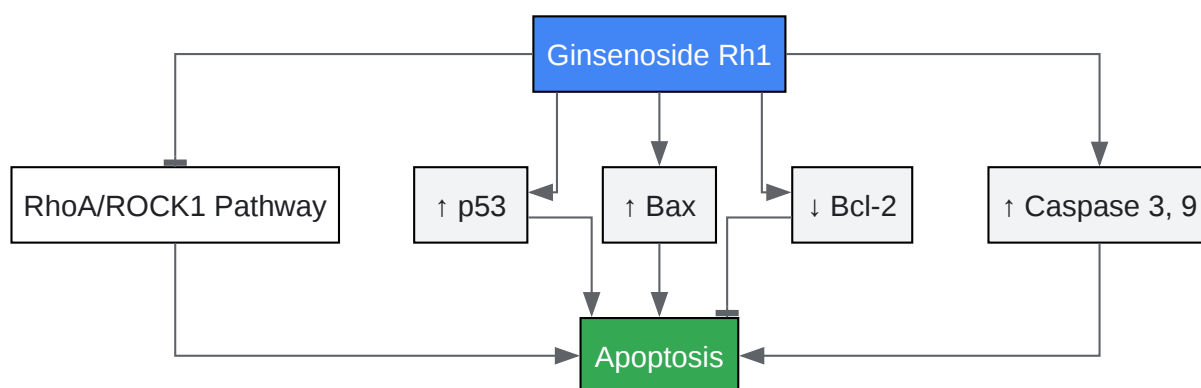 Ginsenoside Rh1
RhoA/ROCK1 Pathway
↑ p53
↑ Bax
↓ Bcl-2
↑ Caspase 3, 9
Apoptosis